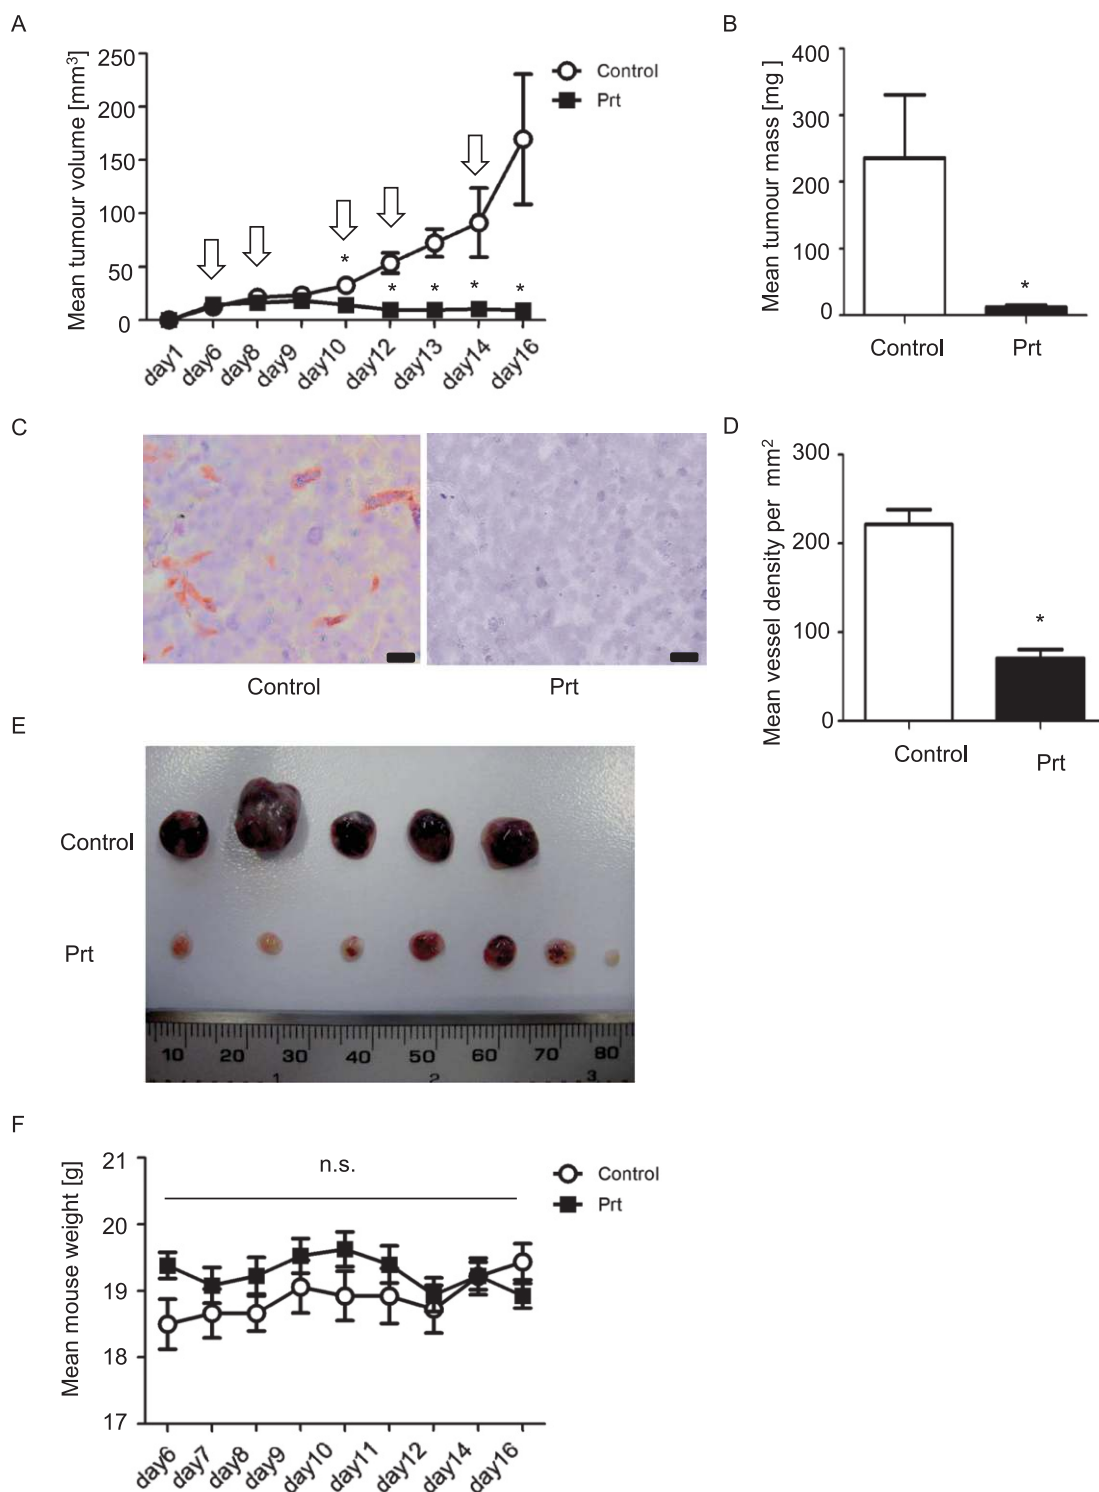 A
Mean tumour volume [mm³]
250
200
150
100
50
0
Control
Prt
*
* * * *
day1 day6 day8 day9 day10 day12 day13 day14 day16
B
Mean tumour mass [mg ]
400
300
200
100
0
*
Control Prt
C
Control Prt
D
Mean vessel density per mm²
300
200
100
0
*
Control Prt
E
Control
Prt
10 20 30 40 50 60 70 80
1 2 3
F
Mean mouse weight [g]
21
20
19
18
17
n.s.
Control
Prt
day6 day7 day8 day9 day10 day11 day12 day14 day16